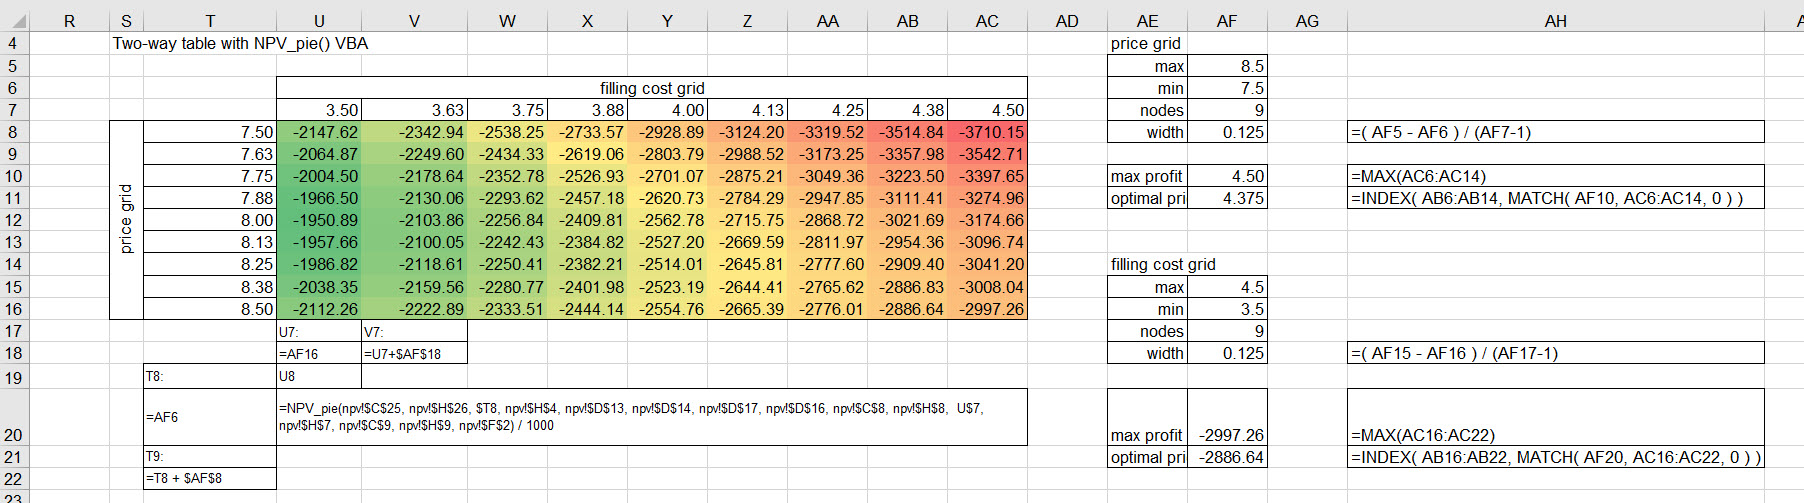 R S T U V W X Y Z AA AB AC AD AE AF AG AH
4 Two-way table with NPV_pie() VBA price grid
5 max 8.5
6 filling cost grid min 7.5
7 3.50 3.63 3.75 3.88 4.00 4.13 4.25 4.38 4.50 nodes 9
8 7.50 -2147.62 -2342.94 -2538.25 -2733.57 -2928.89 -3124.20 -3319.52 -3514.84 -3710.15 width 0.125 =( AF5 - AF6 ) / (AF7-1)
9 7.63 -2064.87 -2249.60 -2434.33 -2619.06 -2803.79 -2988.52 -3173.25 -3357.98 -3542.71
10 7.75 -2004.50 -2178.64 -2352.78 -2526.93 -2701.07 -2875.21 -3049.36 -3223.50 -3397.65 max profit 4.50 =MAX(AC6:AC14)
11 7.88 -1966.50 -2130.06 -2293.62 -2457.18 -2620.73 -2784.29 -2947.85 -3111.41 -3274.96 optimal pri 4.375 =INDEX( AB6:AB14, MATCH( AF10, AC6:AC14, 0 ) )
price grid
12 8.00 -1950.89 -2103.86 -2256.84 -2409.81 -2562.78 -2715.75 -2868.72 -3021.69 -3174.66
13 8.13 -1957.66 -2100.05 -2242.43 -2384.82 -2527.20 -2669.59 -2811.97 -2954.36 -3096.74
14 8.25 -1986.82 -2118.61 -2250.41 -2382.21 -2514.01 -2645.81 -2777.60 -2909.40 -3041.20 filling cost grid
15 8.38 -2038.35 -2159.56 -2280.77 -2401.98 -2523.19 -2644.41 -2765.62 -2886.83 -3008.04 max 4.5
16 8.50 -2112.26 -2222.89 -2333.51 -2444.14 -2554.76 -2665.39 -2776.01 -2886.64 -2997.26 min 3.5
17 U7: V7: nodes 9
18 =AF16 =U7+$AF$18 width 0.125 =( AF15 - AF16 ) / (AF17-1)
19 T8: U8
=NPV_pie(npv!$C$25, npv!$H$26, $T8, npv!$H$4, npv!$D$13, npv!$D$14, npv!$D$17, npv!$D$16, npv!$C$8, npv!$H$8, U$7,
=AF6
npv!$H$7, npv!$C$9, npv!$H$9, npv!$F$2) / 1000
20 max profit -2997.26 =MAX(AC16:AC22)
21 T9: optimal pri -2886.64 =INDEX( AB16:AB22, MATCH( AF20, AC16:AC22, 0 ) )
22 =T8 + $AF$8